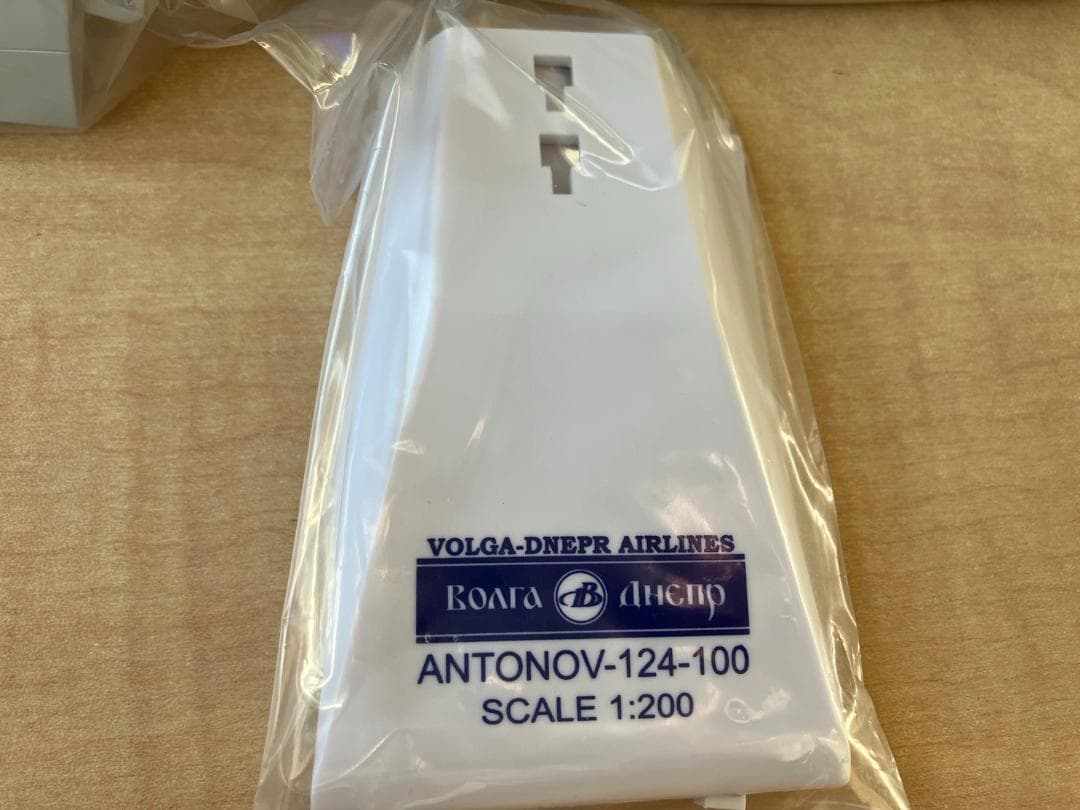 VOLGA-DNEPR AIRLINES
Волга Днепр
ANTONOV-124-100
SCALE 1:200